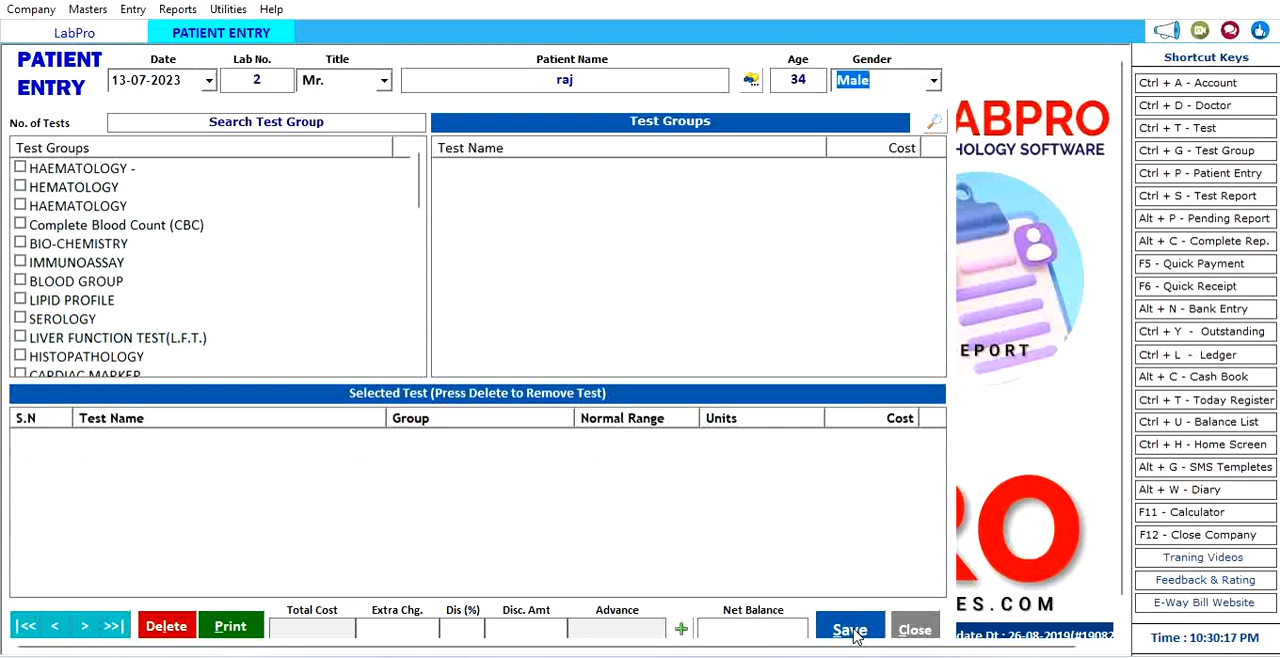 Company Masters Entry Reports Utilities Help
LabPro PATIENT ENTRY
PATIENT ENTRY
Date Lab No. Title Patient Name Age Gender
13-07-2023 2 Mr. raj 34 Male
No. of Tests Search Test Group Test Groups
Test Groups Test Name Cost
HAEMATOLOGY -
HEMATOLOGY
HAEMATOLOGY
Complete Blood Count (CBC)
BIO-CHEMISTRY
IMMUNOASSAY
BLOOD GROUP
LIPID PROFILE
SEROLOGY
LIVER FUNCTION TEST(L.F.T.)
HISTOPATHOLOGY
CARDIAC MARKER
Selected Test (Press Delete to Remove Test)
S.N Test Name Group Normal Range Units Cost
Total Cost Extra Chg. Dis (%) Disc. Amt Advance Net Balance
|<< < > >>| Delete Print Save Close
ABPRO
HOLOGY SOFTWARE
EPORT
RO
ES.COM
date Dt : 26-08-2019(#19082
Shortcut Keys
Ctrl + A - Account
Ctrl + D - Doctor
Ctrl + T - Test
Ctrl + G - Test Group
Ctrl + P - Patient Entry
Ctrl + S - Test Report
Alt + P - Pending Report
Alt + C - Complete Rep.
F5 - Quick Payment
F6 - Quick Receipt
Alt + N - Bank Entry
Ctrl + Y - Outstanding
Ctrl + L - Ledger
Alt + C - Cash Book
Ctrl + T - Today Register
Ctrl + U - Balance List
Ctrl + H - Home Screen
Alt + G - SMS Templetes
Alt + W - Diary
F11 - Calculator
F12 - Close Company
Traning Videos
Feedback & Rating
E-Way Bill Website
Time : 10:30:17 PM